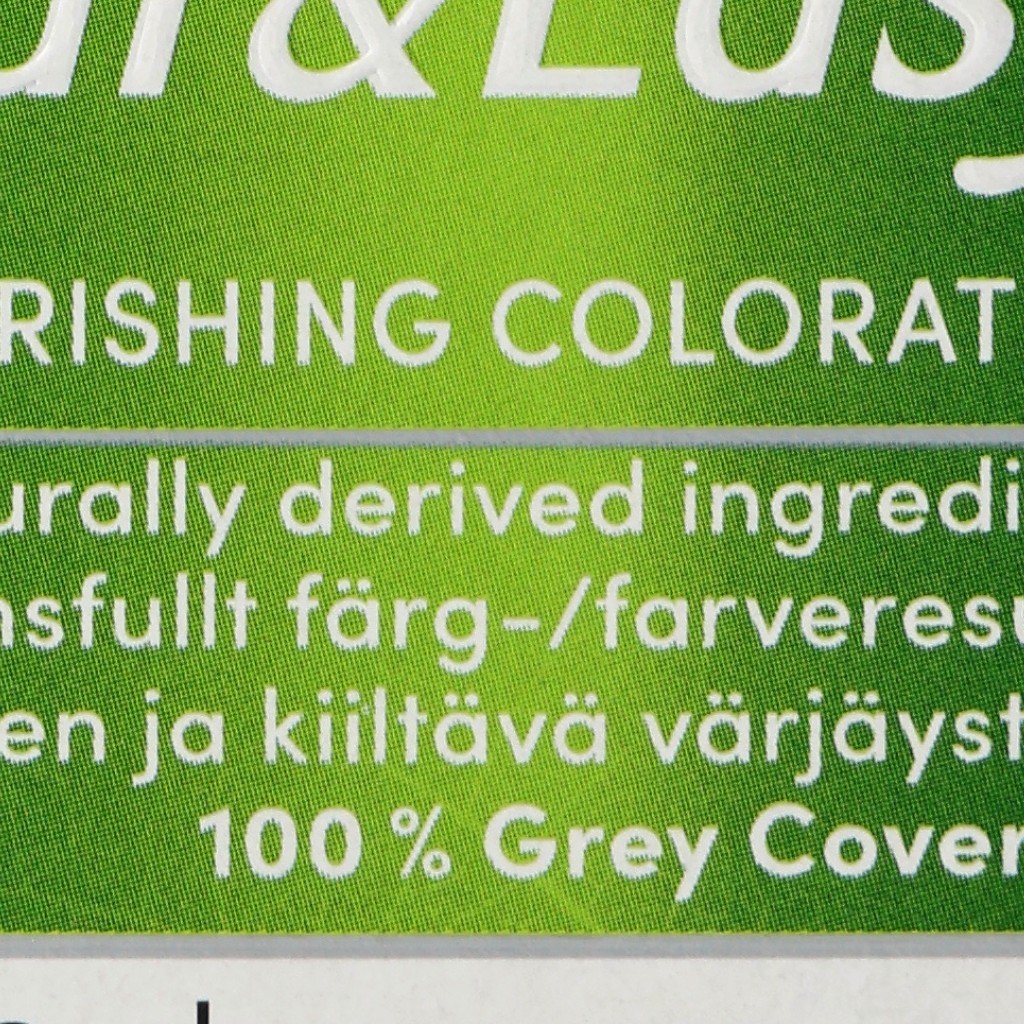 RISHING COLORAT
urally derived ingredi
nsfullt färg-/farveresu
en ja kiiltävä värjäyst
100 % Grey Cover